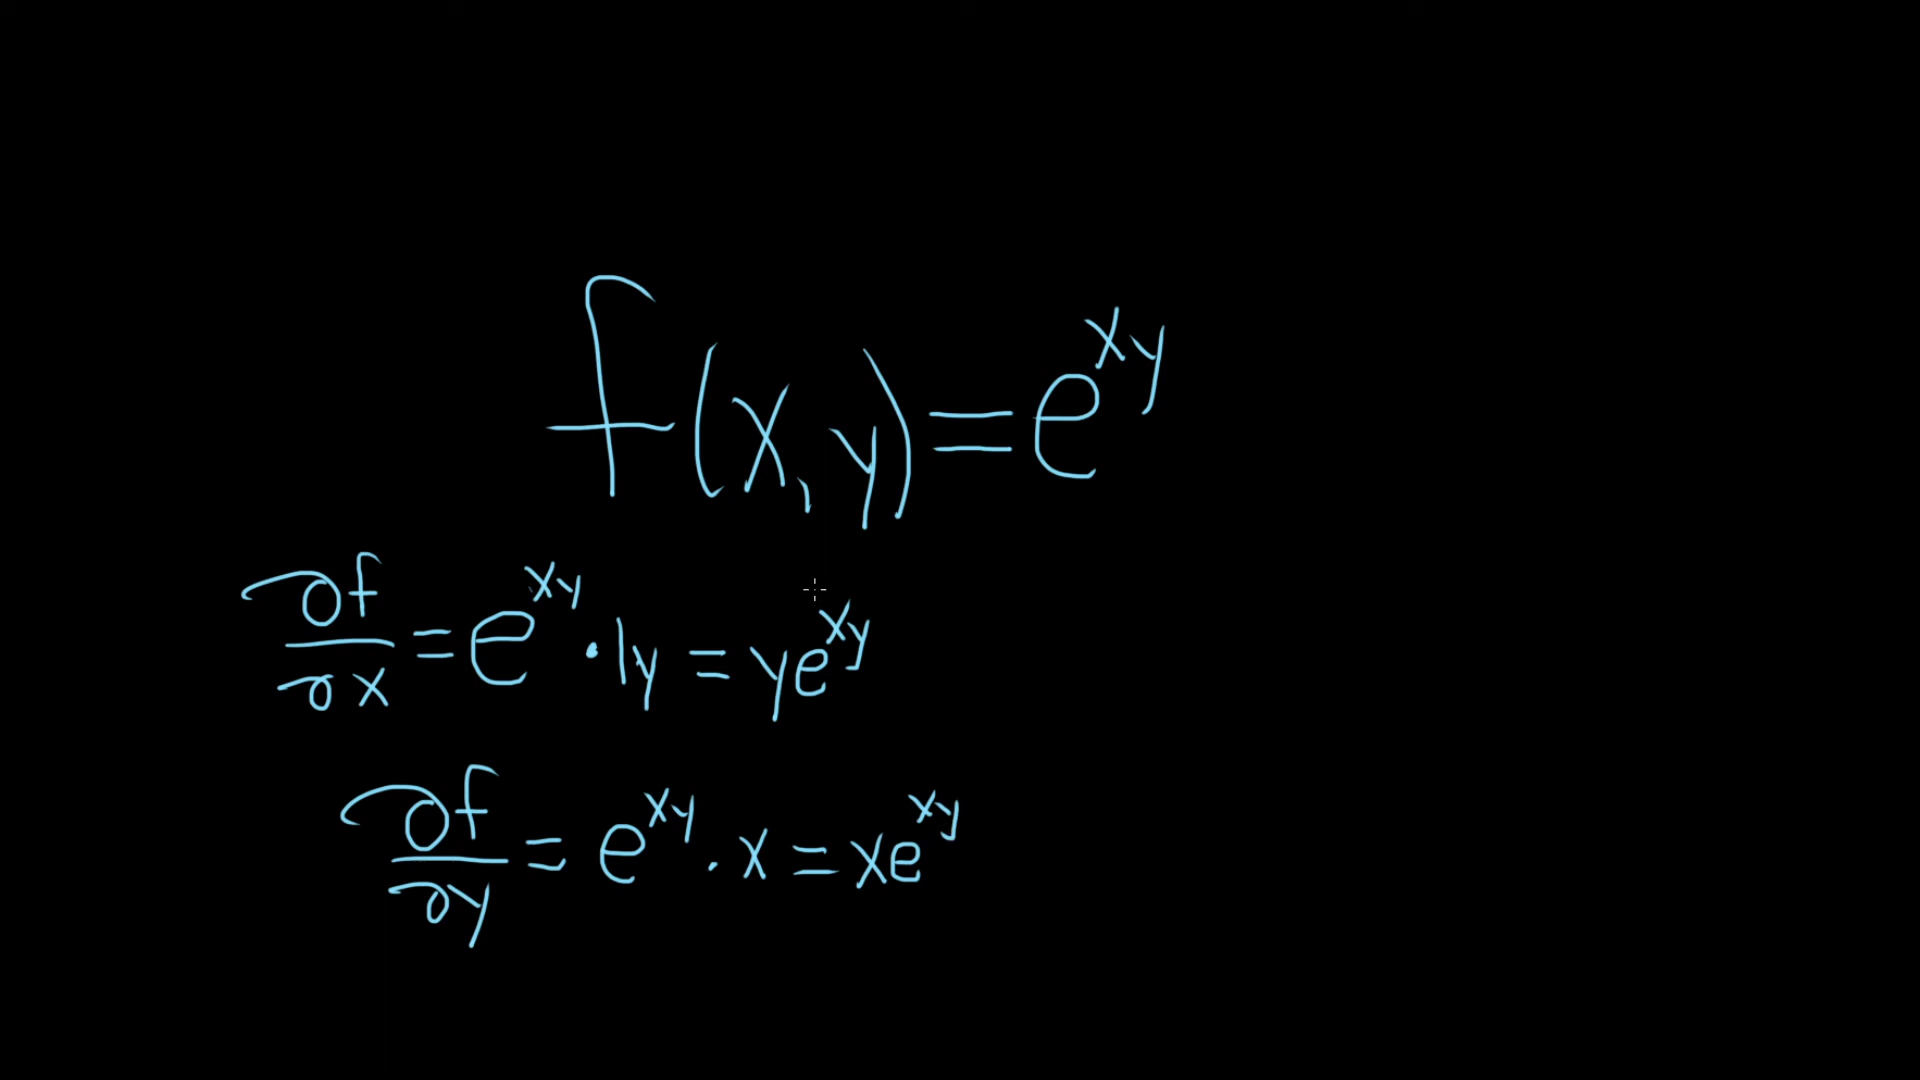 f(x,y)=e^{xy}
∂f/∂x = e^{xy} · 1y = ye^{xy}
∂f/∂y = e^{xy} · x = xe^{xy}